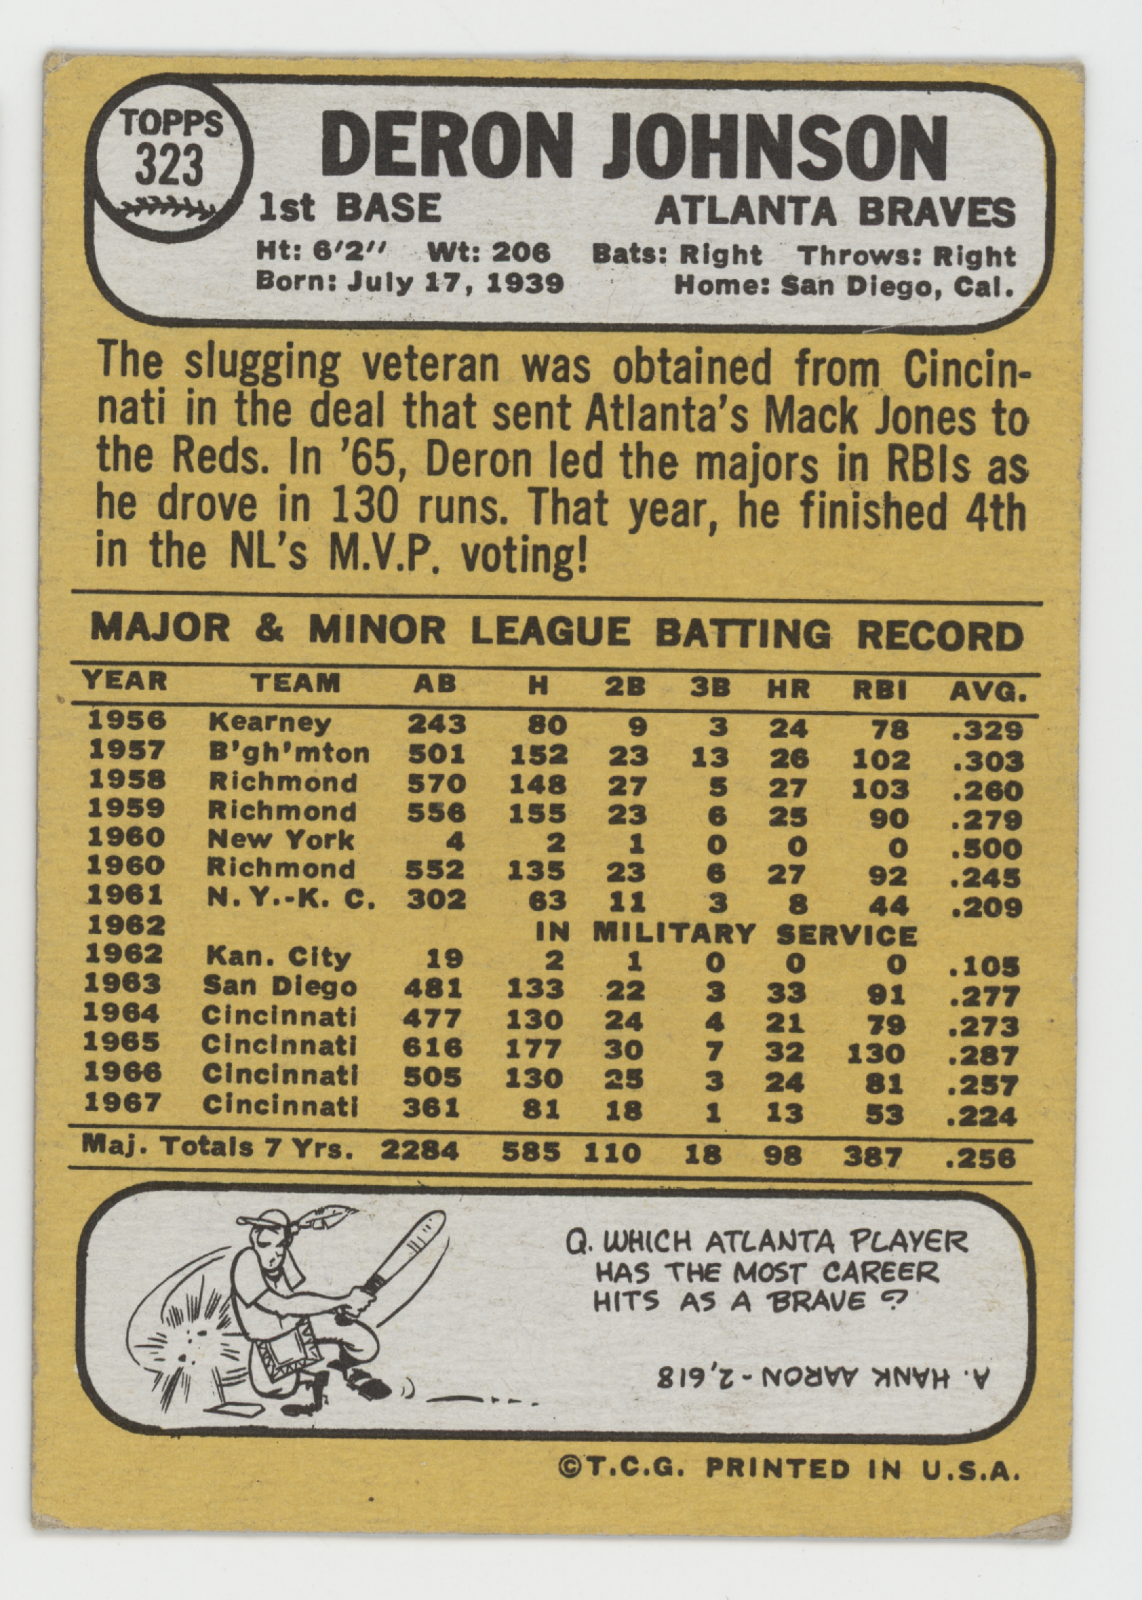 TOPPS
323
DERON JOHNSON
1st BASE ATLANTA BRAVES
Ht: 6'2" Wt: 206 Bats: Right Throws: Right
Born: July 17, 1939 Home: San Diego, Cal.
The slugging veteran was obtained from Cincin-
nati in the deal that sent Atlanta's Mack Jones to
the Reds. In '65, Deron led the majors in RBIs as
he drove in 130 runs. That year, he finished 4th
in the NL's M.V.P. voting!
MAJOR & MINOR LEAGUE BATTING RECORD
YEAR TEAM AB H 2B 3B HR RBI AVG.
1956 Kearney 243 80 9 3 24 78 .329
1957 B'gh'mton 501 152 23 13 26 102 .303
1958 Richmond 570 148 27 5 27 103 .260
1959 Richmond 556 155 23 6 25 90 .279
1960 New York 4 2 1 0 0 0 .500
1960 Richmond 552 135 23 6 27 92 .245
1961 N. Y.-K. C. 302 63 11 3 8 44 .209
1962 IN MILITARY SERVICE
1962 Kan. City 19 2 1 0 0 0 .105
1963 San Diego 481 133 22 3 33 91 .277
1964 Cincinnati 477 130 24 4 21 79 .273
1965 Cincinnati 616 177 30 7 32 130 .287
1966 Cincinnati 505 130 25 3 24 81 .257
1967 Cincinnati 361 81 18 1 13 53 .224
Maj. Totals 7 Yrs. 2284 585 110 18 98 387 .256
Q. WHICH ATLANTA PLAYER
HAS THE MOST CAREER
HITS AS A BRAVE ?
A. HANK AARON - 2,618
©T.C.G. PRINTED IN U.S.A.